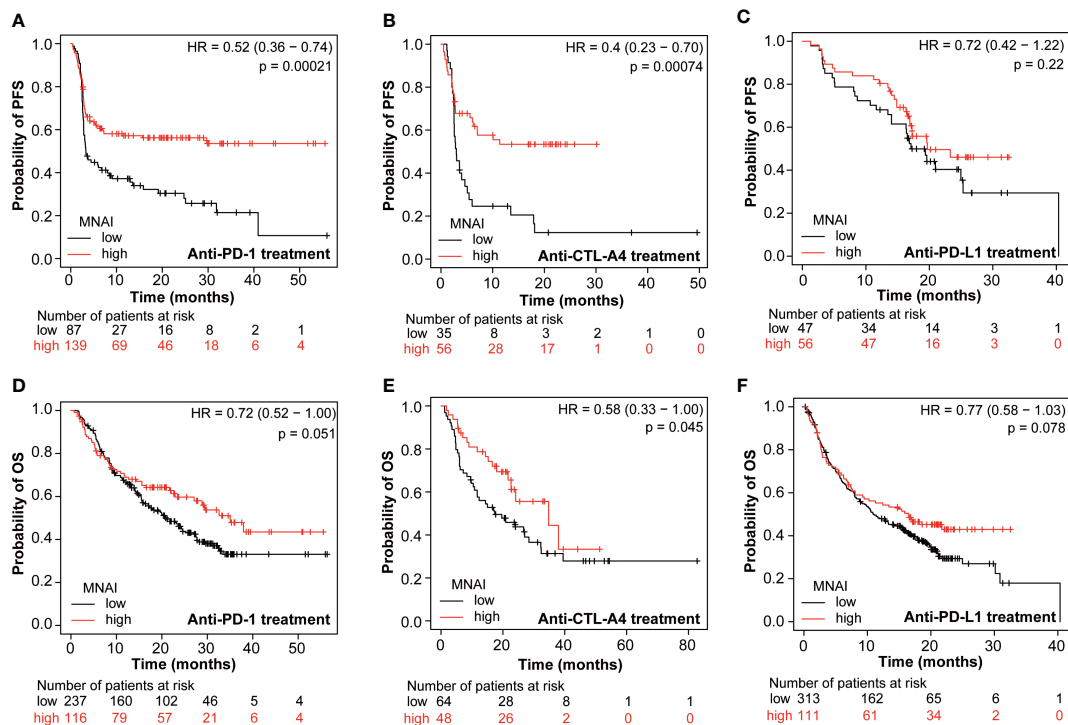 A
HR = 0.52 (0.36 − 0.74)
p = 0.00021
Probability of PFS
1.0
0.8
0.6
0.4
0.2
0.0
MNAI
low
high
Anti-PD-1 treatment
0 10 20 30 40 50
Time (months)
Number of patients at risk
low 87 27 16 8 2 1
high 139 69 46 18 6 4
B
HR = 0.4 (0.23 − 0.70)
p = 0.00074
Probability of PFS
1.0
0.8
0.6
0.4
0.2
0.0
MNAI
low
high
Anti-CTL-A4 treatment
0 10 20 30 40 50
Time (months)
Number of patients at risk
low 35 8 3 2 1 0
high 56 28 17 1 0 0
C
HR = 0.72 (0.42 − 1.22)
p = 0.22
Probability of PFS
1.0
0.8
0.6
0.4
0.2
0.0
MNAI
low
high
Anti-PD-L1 treatment
0 10 20 30 40
Time (months)
Number of patients at risk
low 47 34 14 3 1
high 56 47 16 3 0
D
HR = 0.72 (0.52 − 1.00)
p = 0.051
Probability of OS
1.0
0.8
0.6
0.4
0.2
0.0
MNAI
low
high
Anti-PD-1 treatment
0 10 20 30 40 50
Time (months)
Number of patients at risk
low 237 160 102 46 5 4
high 116 79 57 21 6 4
E
HR = 0.58 (0.33 − 1.00)
p = 0.045
Probability of OS
1.0
0.8
0.6
0.4
0.2
0.0
MNAI
low
high
Anti-CTL-A4 treatment
0 20 40 60 80
Time (months)
Number of patients at risk
low 64 28 8 1 1
high 48 26 2 0 0
F
HR = 0.77 (0.58 − 1.03)
p = 0.078
Probability of OS
1.0
0.8
0.6
0.4
0.2
0.0
MNAI
low
high
Anti-PD-L1 treatment
0 10 20 30 40
Time (months)
Number of patients at risk
low 313 162 65 6 1
high 111 61 34 2 0